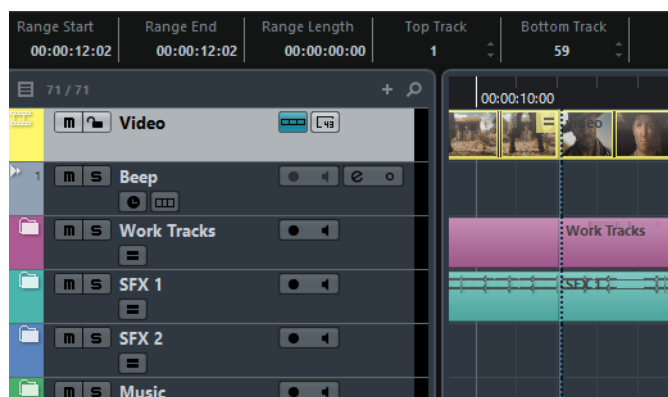 Range Start Range End Range Length Top Track Bottom Track
00:00:12:02 00:00:12:02 00:00:00:00 1 59
71 / 71
00:00:10:00
m Video 43 Video
1 m S Beep e
m S Work Tracks Work Tracks
m S SFX 1 SFX 1
m S SFX 2
m S Music